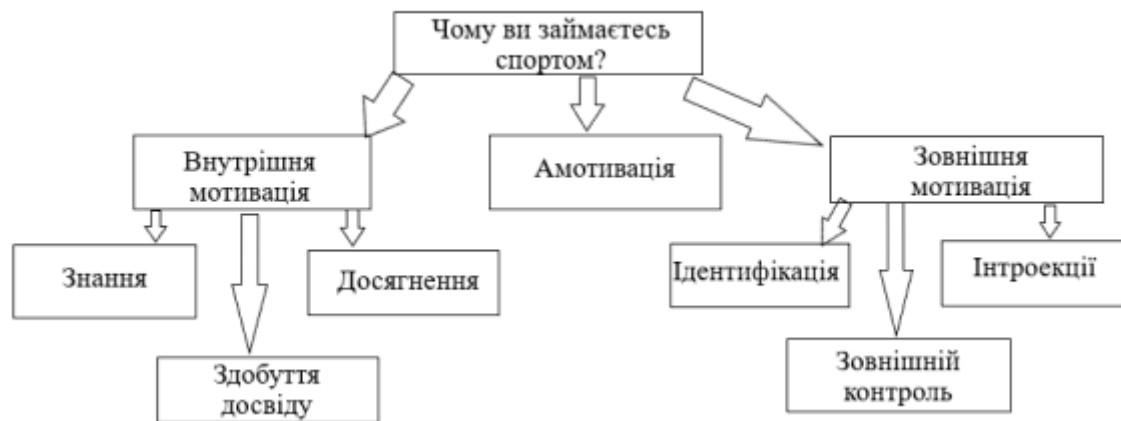 Чому ви займаєтесь
спортом?
Внутрішня
мотивація
Амотивація
Зовнішня
мотивація
Знання
Досягнення
Ідентифікація
Інтроекції
Здобуття
досвіду
Зовнішній
контроль